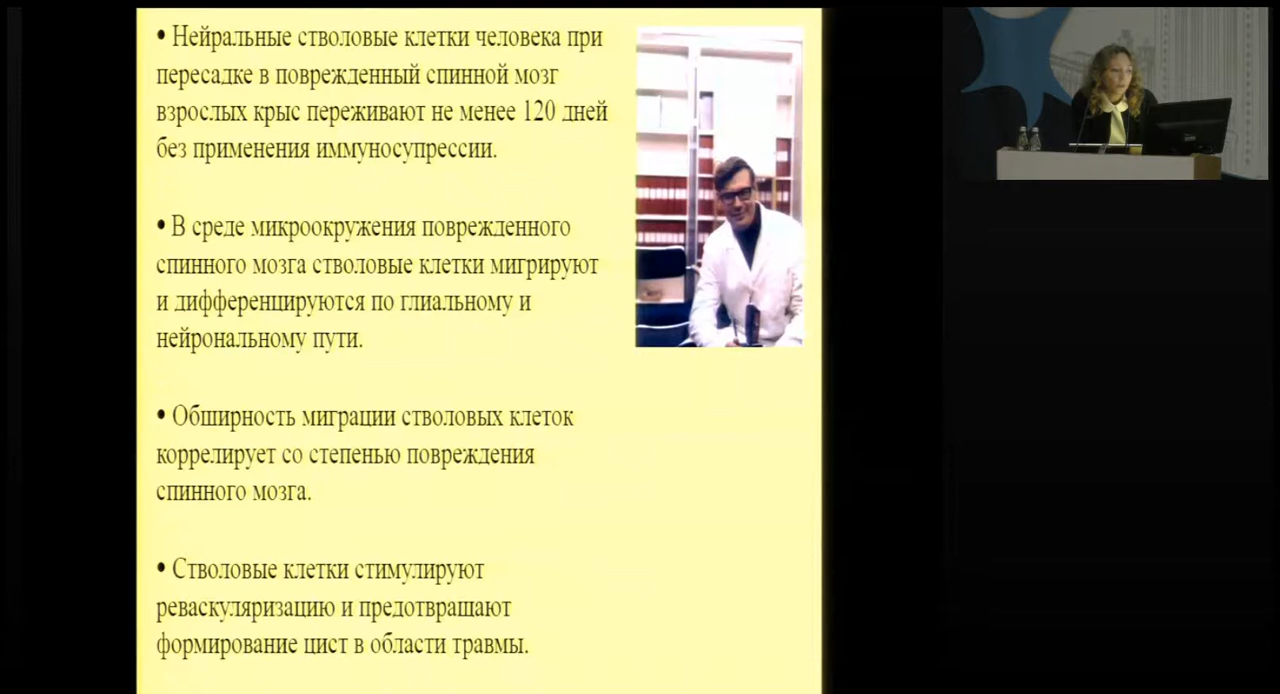 • Нейральные стволовые клетки человека при
пересадке в поврежденный спинной мозг
взрослых крыс переживают не менее 120 дней
без применения иммуносупрессии.
• В среде микроокружения поврежденного
спинного мозга стволовые клетки мигрируют
и дифференцируются по глиальному и
нейрональному пути.
• Обширность миграции стволовых клеток
коррелирует со степенью повреждения
спинного мозга.
• Стволовые клетки стимулируют
реваскуляризацию и предотвращают
формирование цист в области травмы.